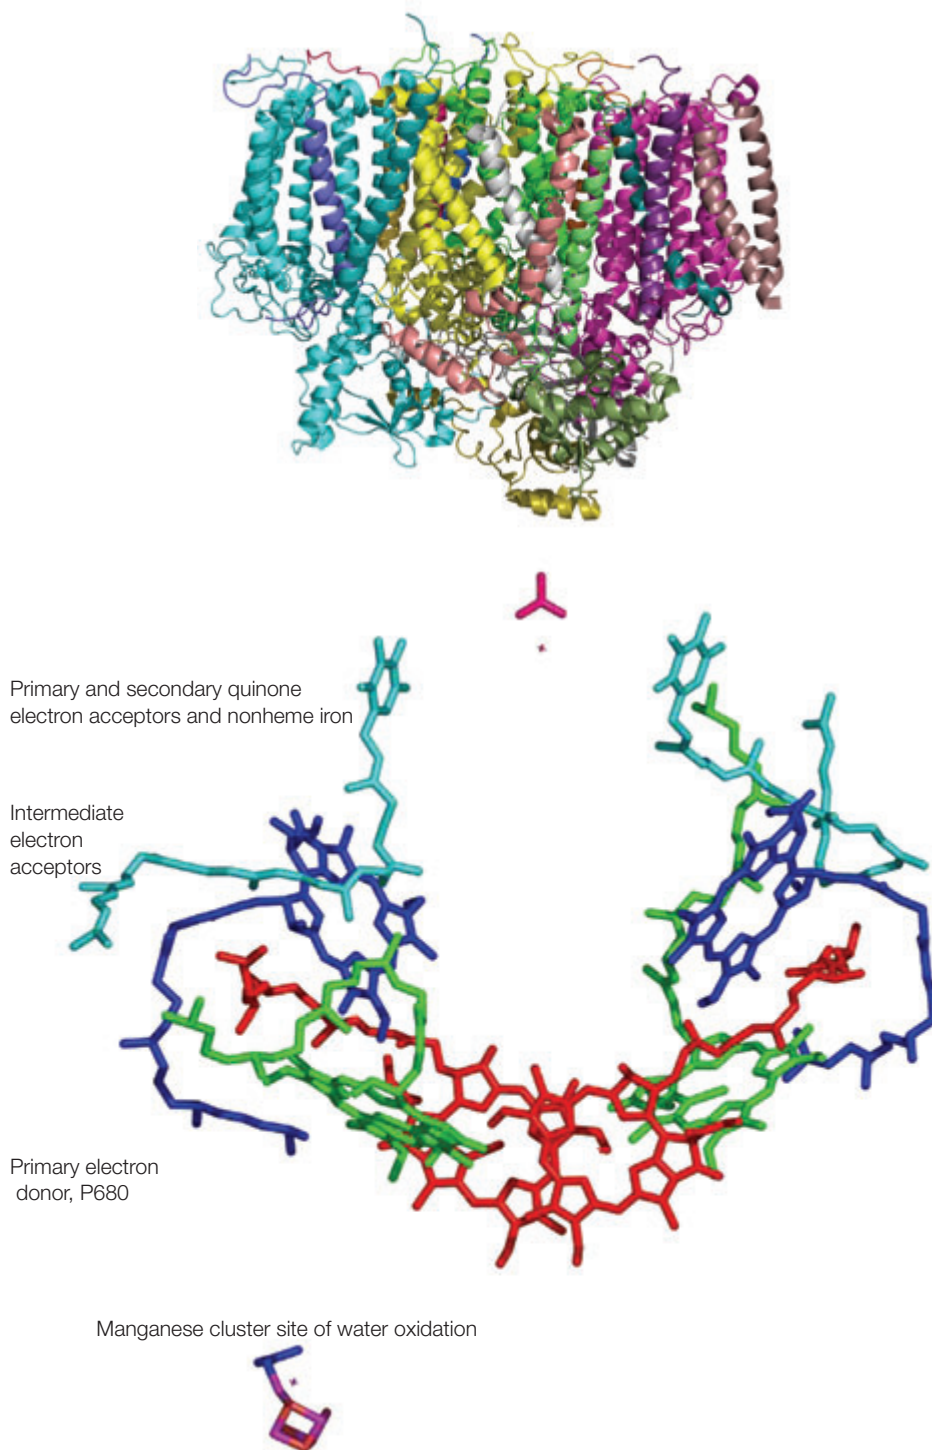 Primary and secondary quinone
electron acceptors and nonheme iron
Intermediate
electron
acceptors
Primary electron
donor, P680
Manganese cluster site of water oxidation